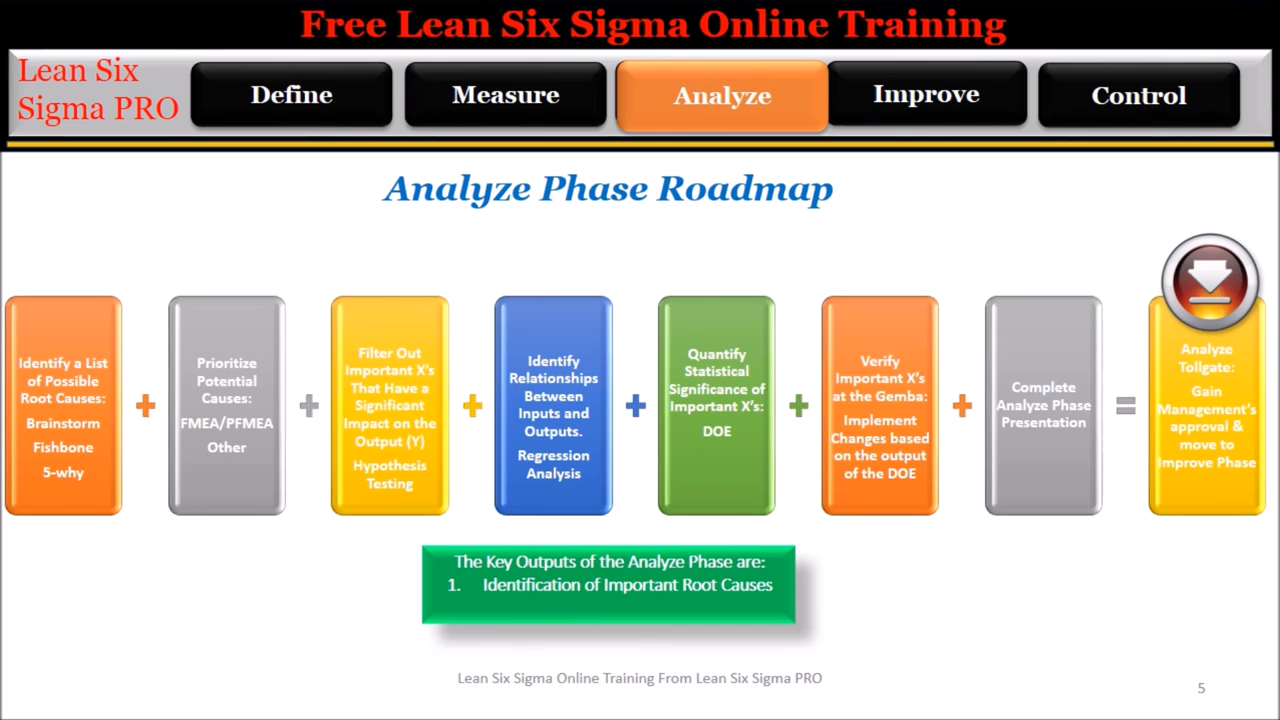 Free Lean Six Sigma Online Training
Lean Six
Sigma PRO
Define
Measure
Analyze
Improve
Control
Analyze Phase Roadmap
Identify a List
of Possible
Root Causes:
Brainstorm
Fishbone
5-why
+
Prioritize
Potential
Causes:
FMEA/PFMEA
Other
+
Filter Out
Important X's
That Have a
Significant
Impact on the
Output (Y)
Hypothesis
Testing
+
Identify
Relationships
Between
Inputs and
Outputs.
Regression
Analysis
+
Quantify
Statistical
Significance of
Important X's:
DOE
+
Verify
Important X's
at the Gemba:
Implement
Changes based
on the output
of the DOE
+
Complete
Analyze Phase
Presentation
=
Analyze
Tollgate:
Gain
Management's
approval &
move to
Improve Phase
The Key Outputs of the Analyze Phase are:
1. Identification of Important Root Causes
Lean Six Sigma Online Training From Lean Six Sigma PRO
5